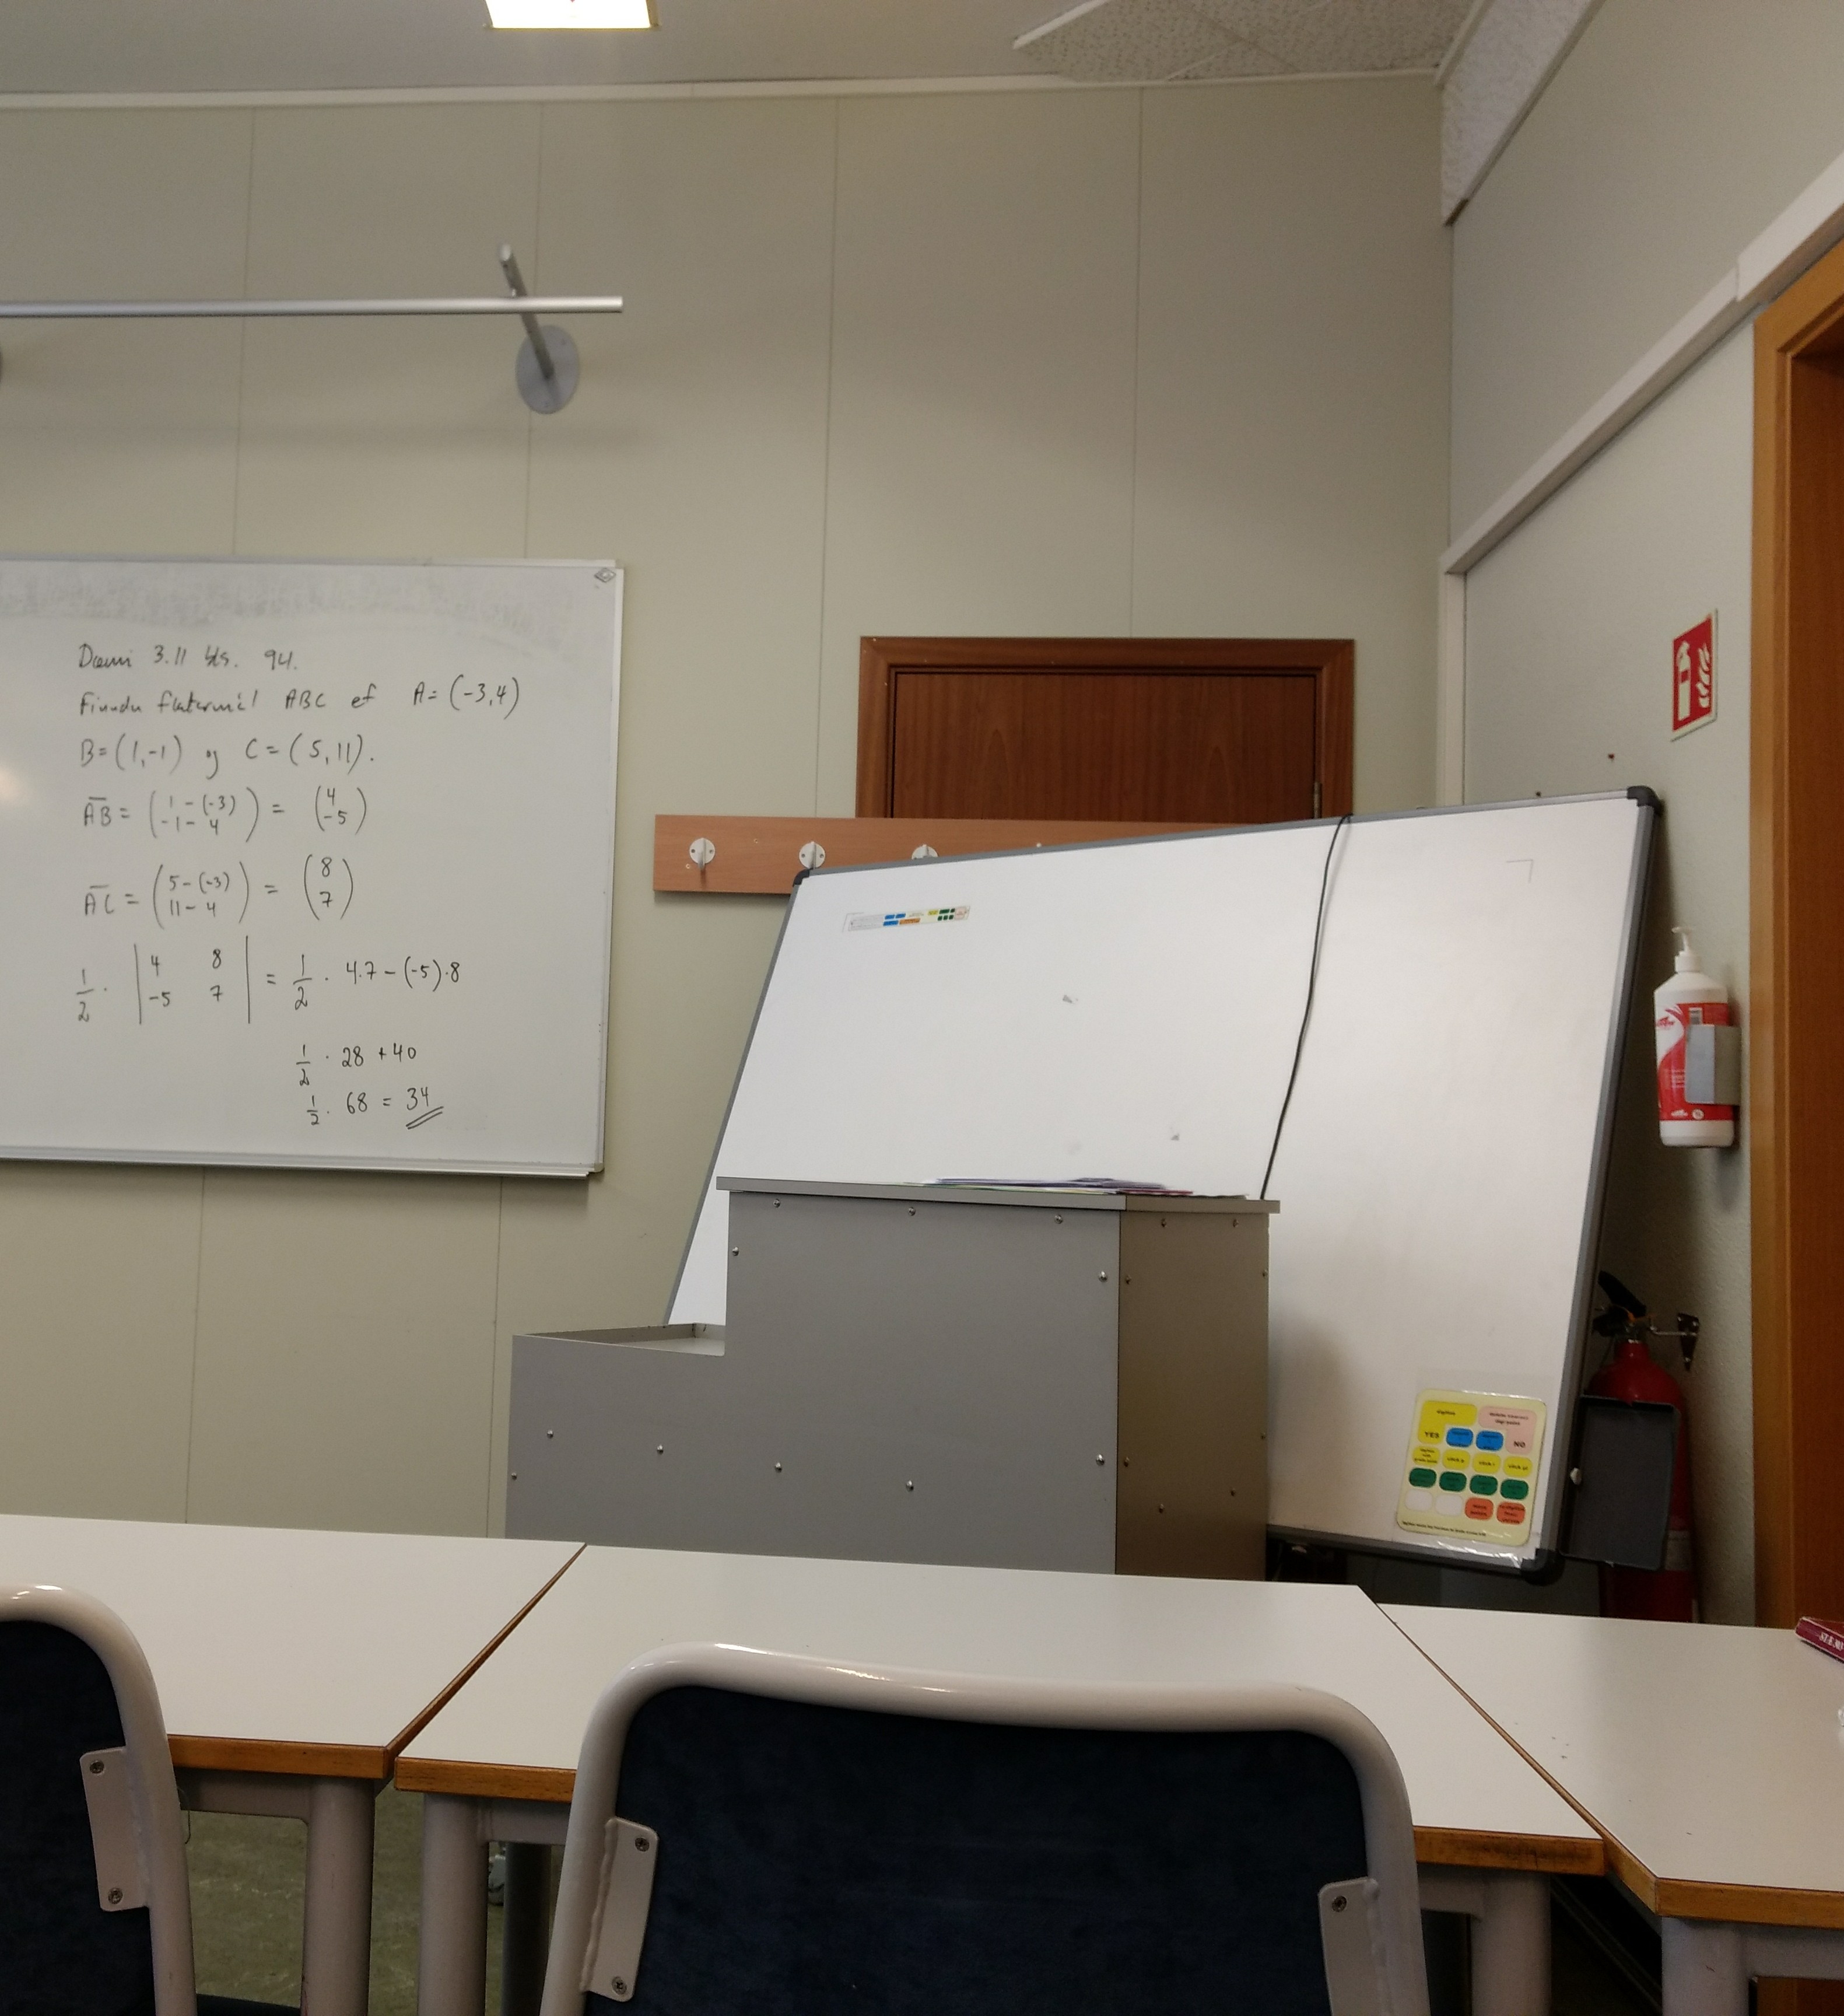 Dæmi 3.11 bls. 94.
Finndu flatarmál ABC ef A = (-3,4)
B = (1,-1) og C = (5,11).
AB = (1-(-3) -1-4) = (4 -5)
AC = (5-(-3) 11-4) = (8 7)
1/2 · |4 8 -5 7| = 1/2 · 4·7-(-5)·8
1/2 · 28 + 40
1/2 · 68 = 34
YES
NO